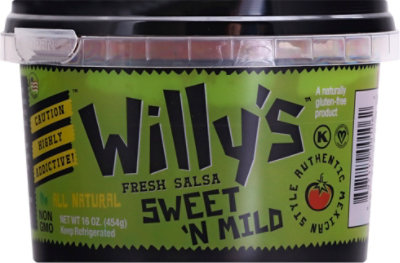 Willy's
FRESH SALSA
SWEET
'N MILD
CAUTION
HIGHLY
ADDICTIVE!
ALL NATURAL
NON
GMO
NET WT 16 OZ. (454g)
Keep Refrigerated
A naturally
gluten-free
product
K
AUTHENTIC
MEXICAN STYLE